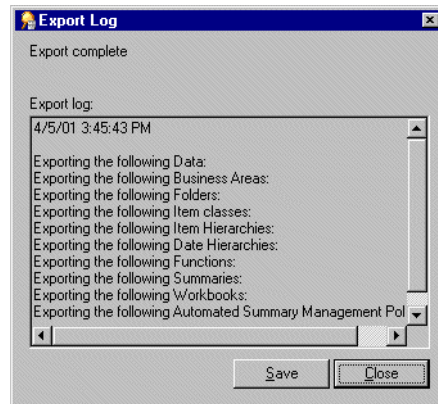 Export Log
Export complete
Export log:
4/5/01 3:45:43 PM
Exporting the following Data:
Exporting the following Business Areas:
Exporting the following Folders:
Exporting the following Item classes:
Exporting the following Item Hierarchies:
Exporting the following Date Hierarchies:
Exporting the following Functions:
Exporting the following Summaries:
Exporting the following Workbooks:
Exporting the following Automated Summary Management Pol
Save Close